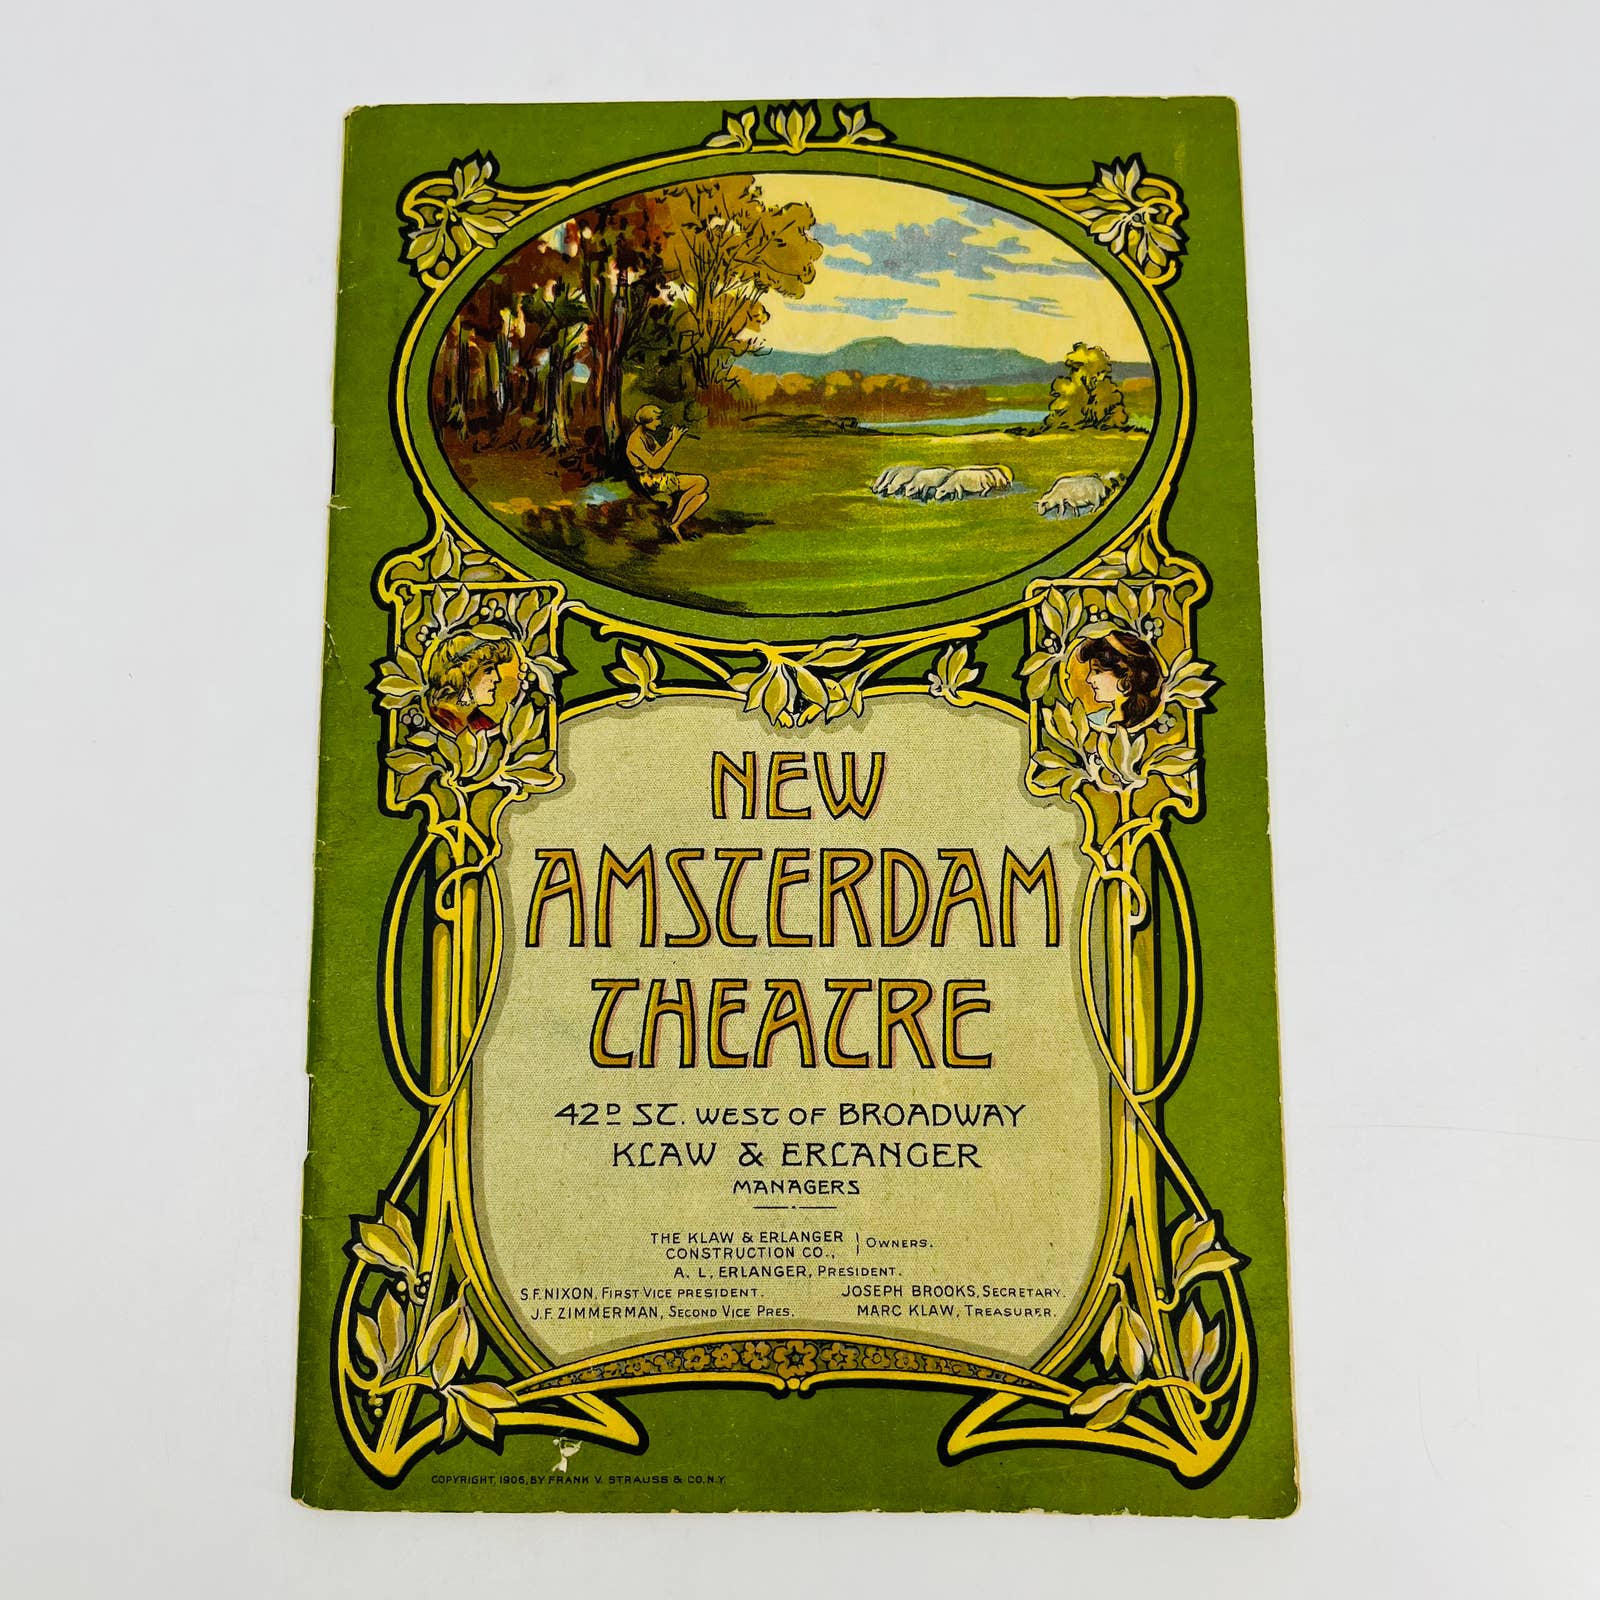 NEW
AMSTERDAM
THEATRE
42D ST. WEST OF BROADWAY
KLAW & ERLANGER
MANAGERS
THE KLAW & ERLANGER
CONSTRUCTION CO., OWNERS.
A. L. ERLANGER, PRESIDENT.
S.F. NIXON, FIRST VICE PRESIDENT. JOSEPH BROOKS, SECRETARY.
J.F. ZIMMERMAN, SECOND VICE PRES. MARC KLAW, TREASURER.
COPYRIGHT, 1906, BY FRANK V. STRAUSS & CO. N.Y.